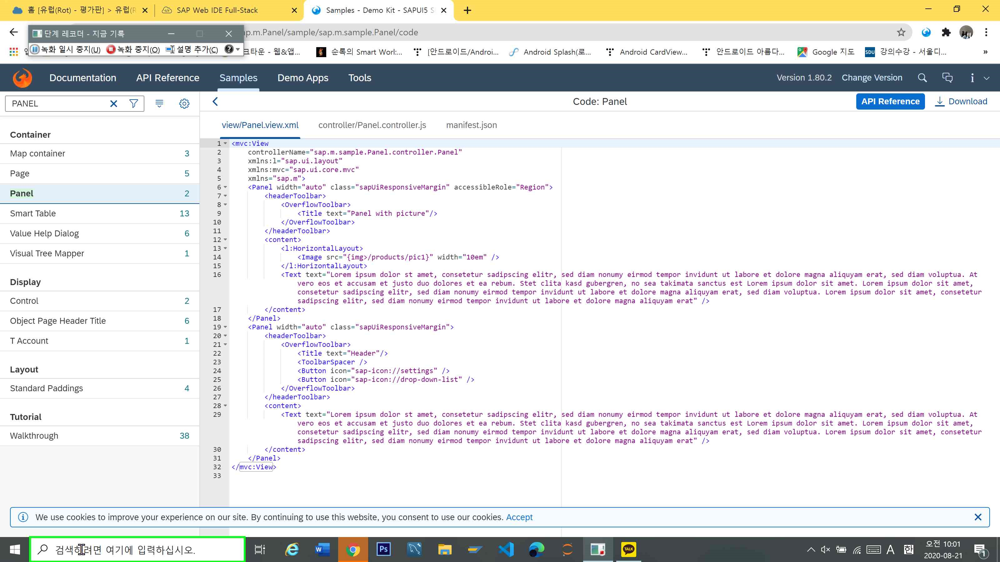 홈 [유럽(Rot) - 평가판] > 유럽(R
SAP Web IDE Full-Stack
Samples - Demo Kit - SAPUI5 S
단계 레코더 - 지금 기록
p.m.Panel/sample/sap.m.sample.Panel/code
녹화 일시 중지(U)
녹화 중지(O)
설명 추가(C)
크타운 - 웹&앱...
순록의 Smart Worl:...
[안드로이드/Androi...
Android Splash(로...
Android CardView...
안드로이드 아름다...
Google 지도
SDU
강의수강 - 서울디...
»
Documentation
API Reference
Samples
Demo Apps
Tools
Version 1.80.2
Change Version
PANEL
Code: Panel
API Reference
Download
view/Panel.view.xml
controller/Panel.controller.js
manifest.json
Container
Map container 3
Page 5
Panel 2
Smart Table 13
Value Help Dialog 6
Visual Tree Mapper 1
Display
Control 2
Object Page Header Title 6
T Account 1
Layout
Standard Paddings 4
Tutorial
Walkthrough 38
1 <mvc:View
2 controllerName="sap.m.sample.Panel.controller.Panel"
3 xmlns:l="sap.ui.layout"
4 xmlns:mvc="sap.ui.core.mvc"
5 xmlns="sap.m">
6 <Panel width="auto" class="sapUiResponsiveMargin" accessibleRole="Region">
7 <headerToolbar>
8 <OverflowToolbar>
9 <Title text="Panel with picture"/>
10 </OverflowToolbar>
11 </headerToolbar>
12 <content>
13 <l:HorizontalLayout>
14 <Image src="{img>/products/pic1}" width="10em" />
15 </l:HorizontalLayout>
16 <Text text="Lorem ipsum dolor st amet, consetetur sadipscing elitr, sed diam nonumy eirmod tempor invidunt ut labore et dolore magna aliquyam erat, sed diam voluptua. At
vero eos et accusam et justo duo dolores et ea rebum. Stet clita kasd gubergren, no sea takimata sanctus est Lorem ipsum dolor sit amet. Lorem ipsum dolor sit amet,
consetetur sadipscing elitr, sed diam nonumy eirmod tempor invidunt ut labore et dolore magna aliquyam erat, sed diam voluptua. Lorem ipsum dolor sit amet, consetetur
sadipscing elitr, sed diam nonumy eirmod tempor invidunt ut labore et dolore magna aliquyam erat" />
17 </content>
18 </Panel>
19 <Panel width="auto" class="sapUiResponsiveMargin">
20 <headerToolbar>
21 <OverflowToolbar>
22 <Title text="Header"/>
23 <ToolbarSpacer />
24 <Button icon="sap-icon://settings" />
25 <Button icon="sap-icon://drop-down-list" />
26 </OverflowToolbar>
27 </headerToolbar>
28 <content>
29 <Text text="Lorem ipsum dolor st amet, consetetur sadipscing elitr, sed diam nonumy eirmod tempor invidunt ut labore et dolore magna aliquyam erat, sed diam voluptua. At
vero eos et accusam et justo duo dolores et ea rebum. Stet clita kasd gubergren, no sea takimata sanctus est Lorem ipsum dolor sit amet. Lorem ipsum dolor sit amet,
consetetur sadipscing elitr, sed diam nonumy eirmod tempor invidunt ut labore et dolore magna aliquyam erat, sed diam voluptua. Lorem ipsum dolor sit amet, consetetur
sadipscing elitr, sed diam nonumy eirmod tempor invidunt ut labore et dolore magna aliquyam erat" />
30 </content>
31 </Panel>
32 </mvc:View>
33
We use cookies to improve your experience on our site. By continuing to use this website, you consent to use our cookies. Accept
검색하려면 여기에 입력하십시오.
W
Ps
TALK
A
한
오전 10:01
2020-08-21
1